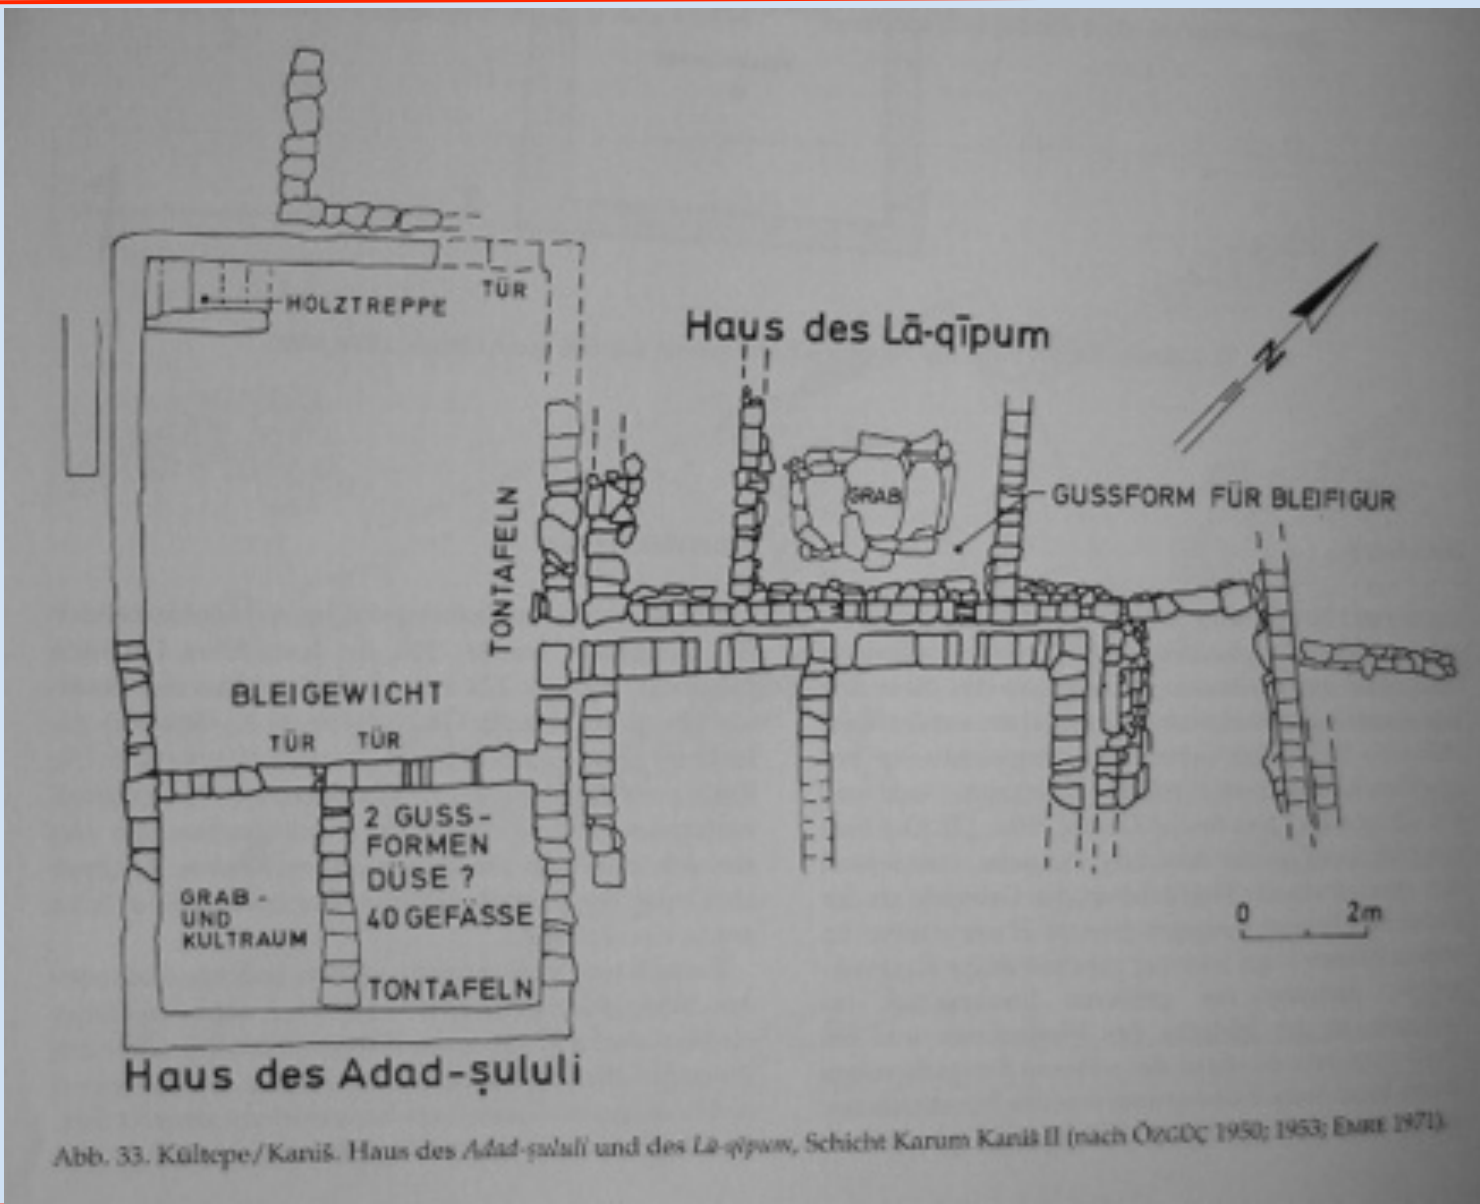 HOLZTREPPE
TÜR
Haus des Lā-qīpum
N
GRAB
GUSSFORM FÜR BLEIFIGUR
TONTAFELN
BLEIGEWICHT
TÜR TÜR
2 GUSS-
FORMEN
DÜSE ?
40 GEFÄSSE
TONTAFELN
GRAB-
UND
KULTRAUM
0 2m
Haus des Adad-ṣululi
Abb. 33. Kültepe/Kaniš. Haus des Adad-ṣululi und des Lā-qīpum, Schicht Karum Kaniš II (nach ÖZGÜÇ 1950; 1953; EMRE 1971).